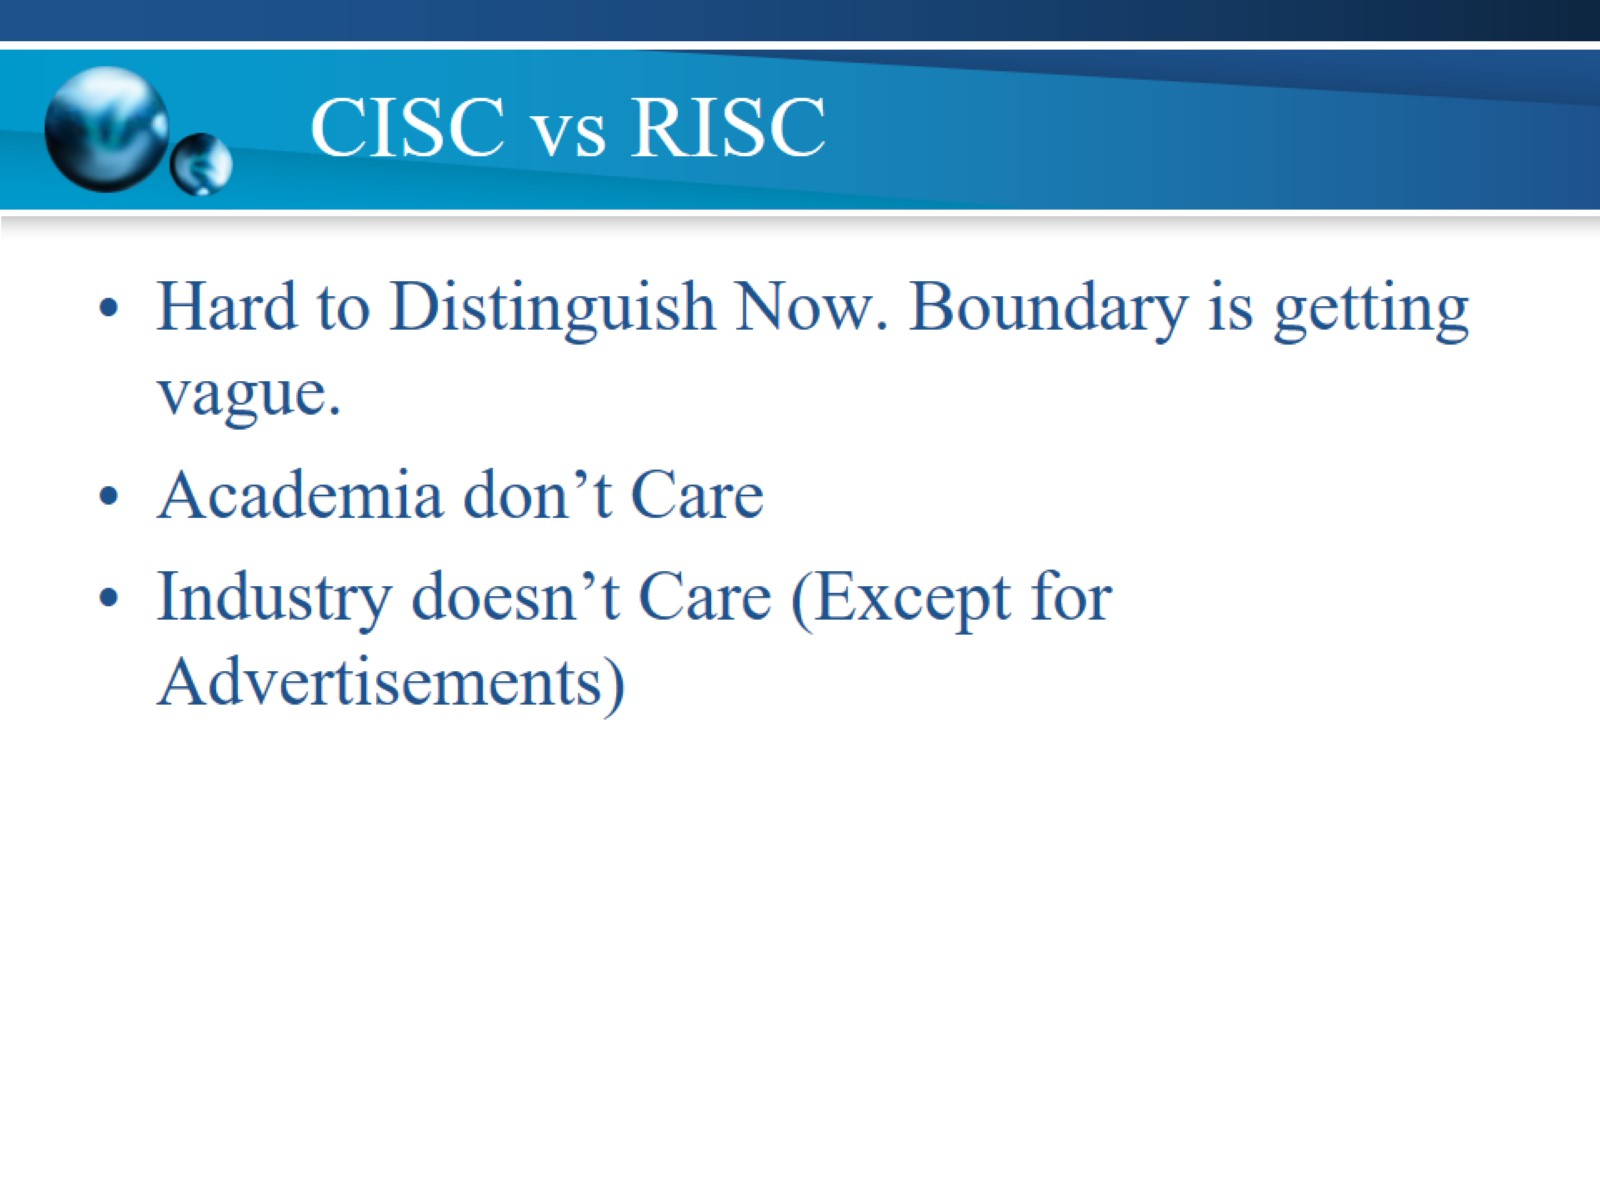 CISC vs RISC
• Hard to Distinguish Now. Boundary is getting
vague.
• Academia don’t Care
• Industry doesn’t Care (Except for
Advertisements)